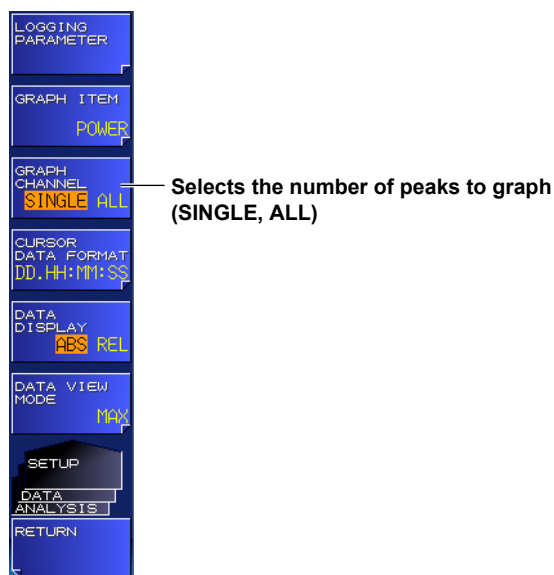 LOGGING
PARAMETER
GRAPH ITEM
POWER
GRAPH
CHANNEL
SINGLE ALL
Selects the number of peaks to graph
(SINGLE, ALL)
CURSOR
DATA FORMAT
DD.HH:MM:SS
DATA
DISPLAY
ABS REL
DATA VIEW
MODE
MAX
SETUP
DATA
ANALYSIS
RETURN